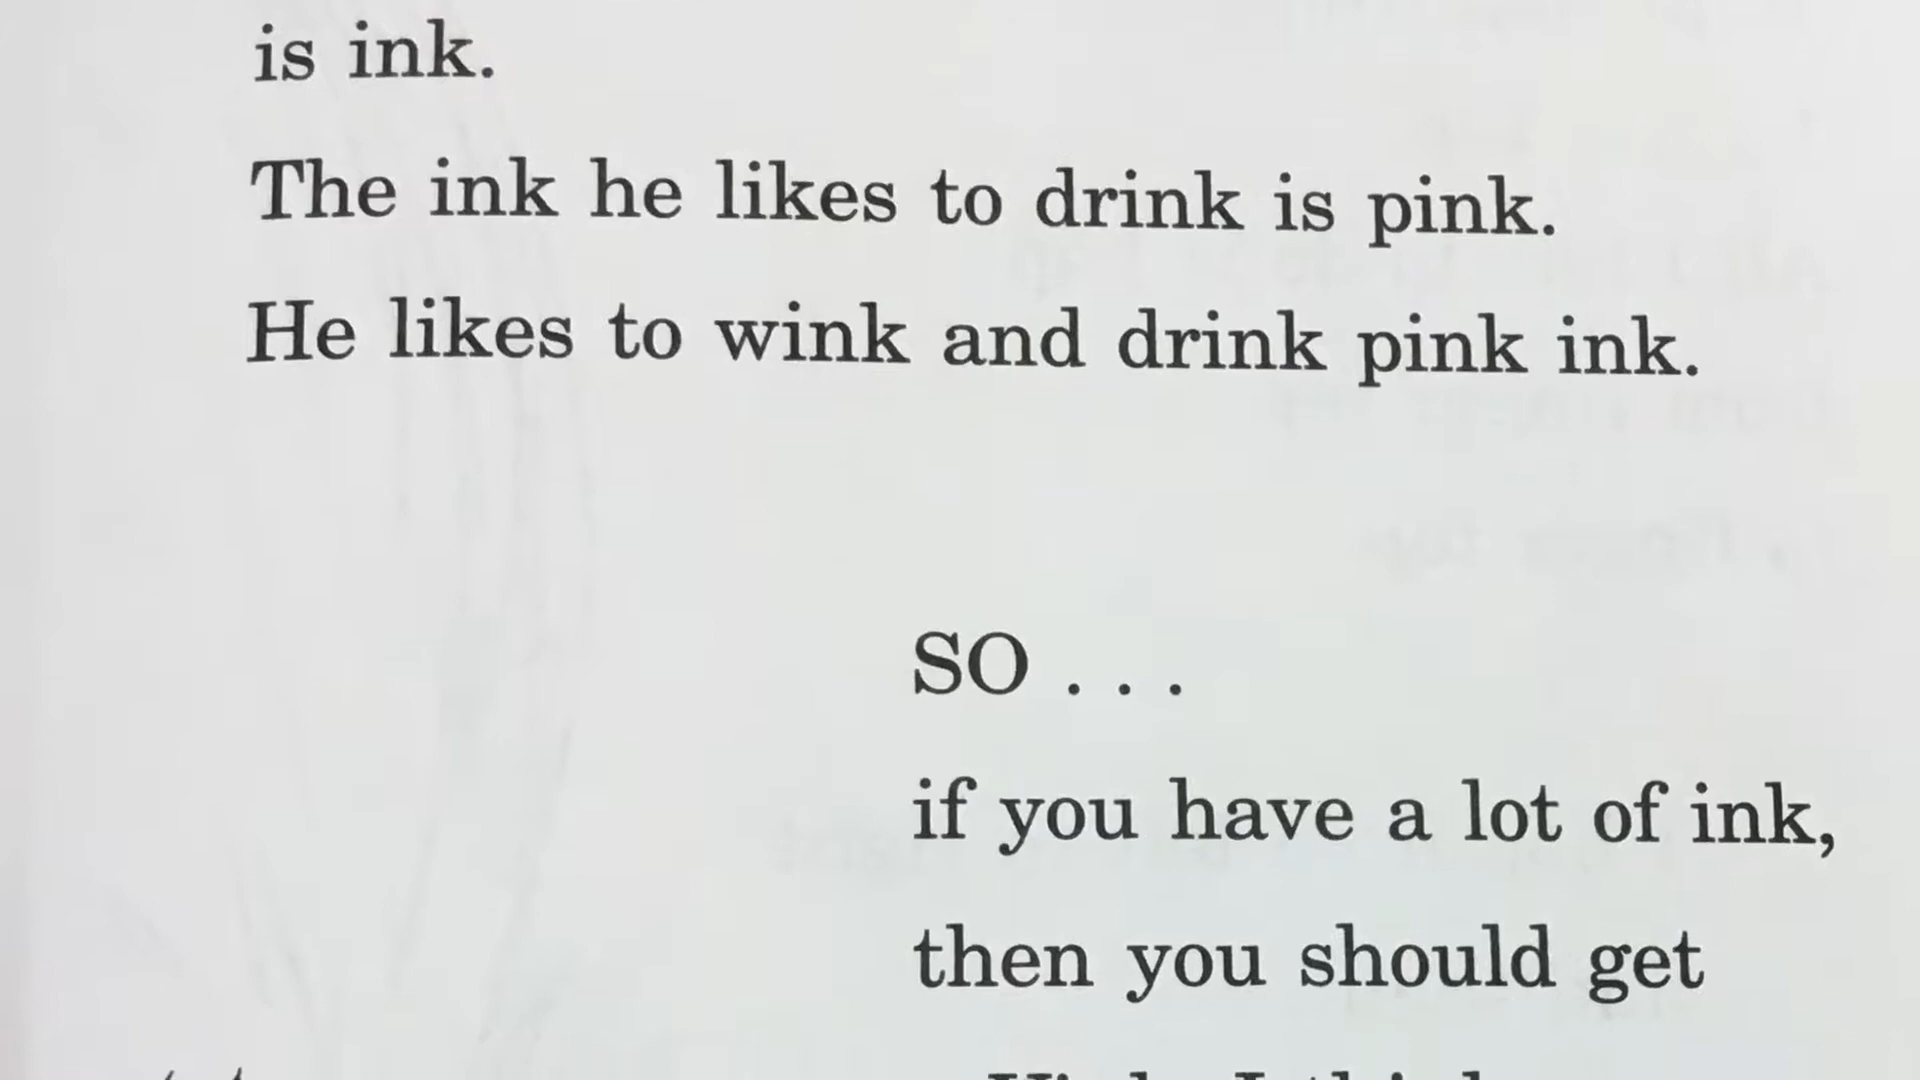 is ink.
The ink he likes to drink is pink.
He likes to wink and drink pink ink.
SO . . .
if you have a lot of ink,
then you should get